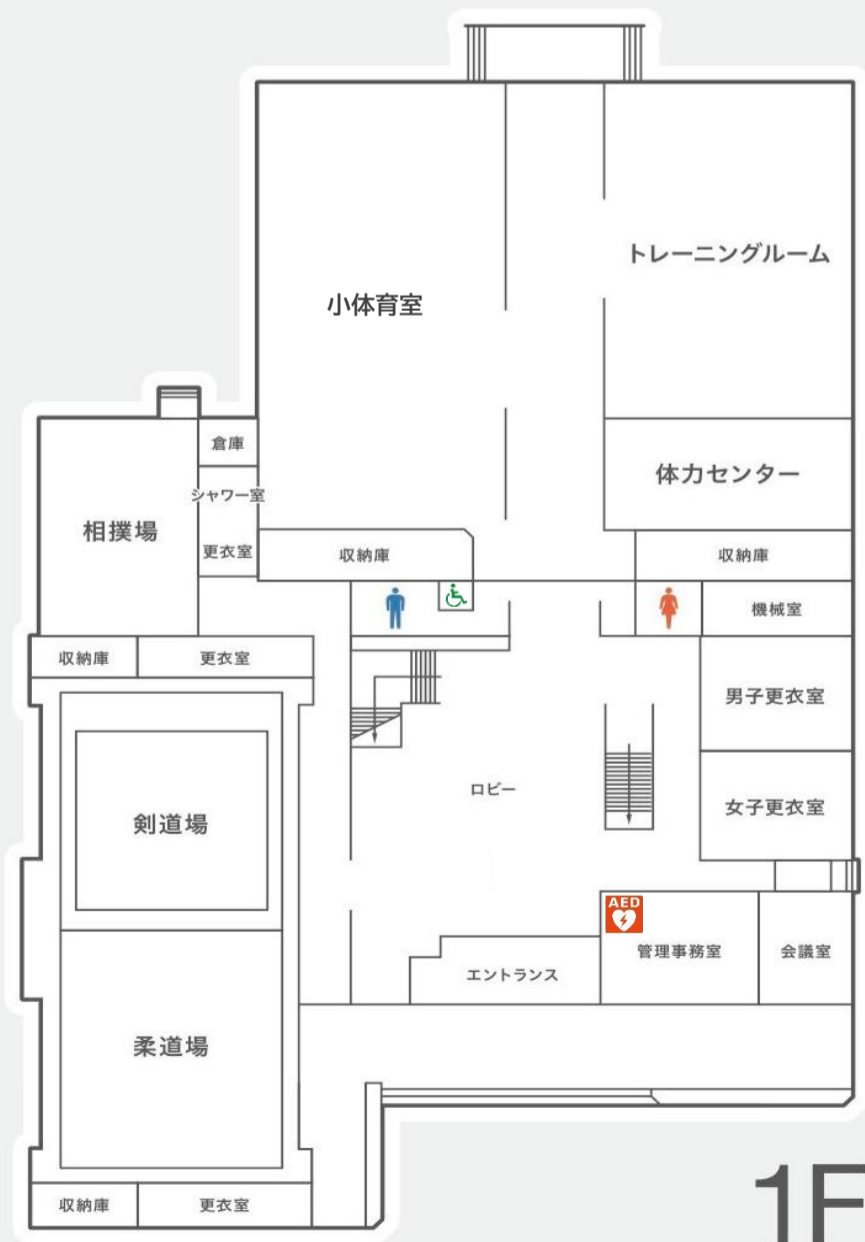 トレーニングルーム
小体育室
倉庫
体力センター
シャワー室
相撲場
更衣室
収納庫
収納庫
機械室
収納庫
更衣室
男子更衣室
ロビー
女子更衣室
剣道場
AED
管理事務室
会議室
エントランス
柔道場
1F
収納庫
更衣室